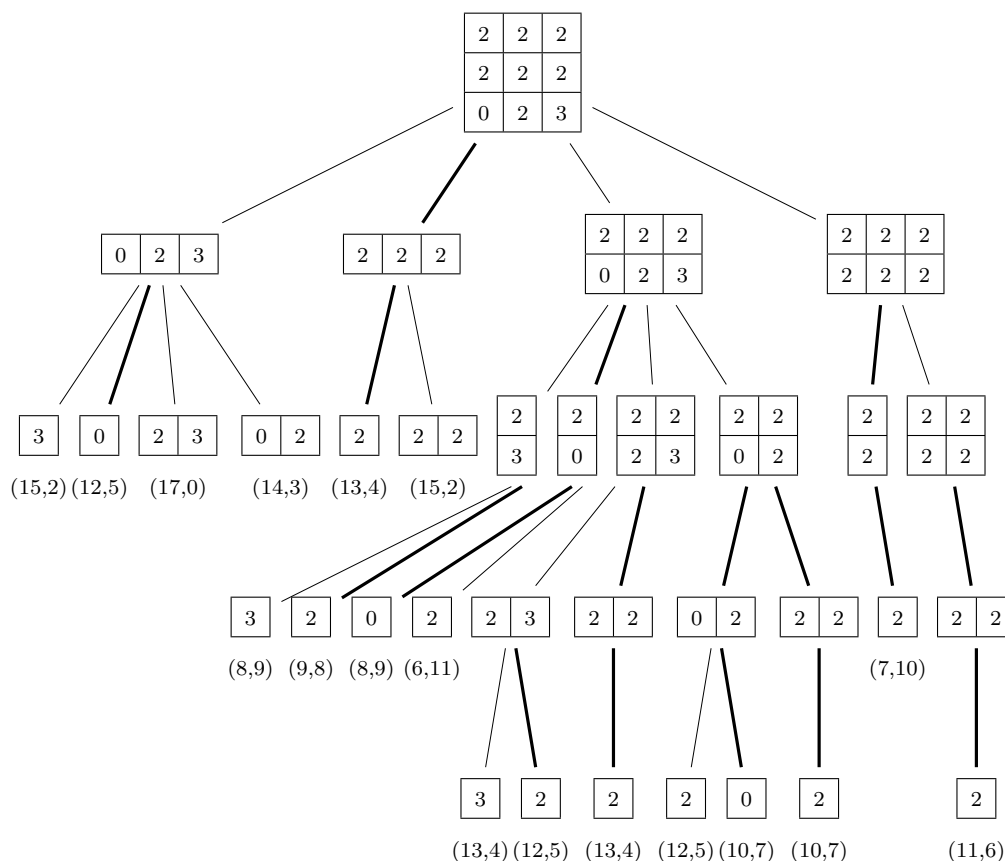 2 2 2
2 2 2
0 2 3
2 2 2 2 2 2
0 2 3 2 2 2
0 2 3 2 2 2
2 2 2 2 2 2 2 2 2
3 0 2 3 0 2 2 2 2
3 0 2 3 0 2 2 2 2
(15,2) (12,5) (17,0) (14,3) (13,4) (15,2)
3 2 0 2 2 3 2 2 0 2 2 2 2 2 2
(8,9) (9,8) (8,9) (6,11) (7,10)
3 2 2 2 0 2 2
(13,4) (12,5) (13,4) (12,5) (10,7) (10,7) (11,6)